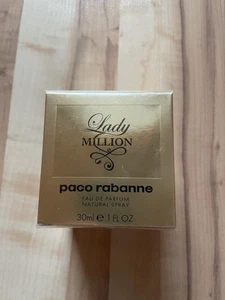 Lady
MILLION
paco rabanne
EAU DE PARFUM
NATURAL SPRAY
30ml ℮ 1 FL OZ